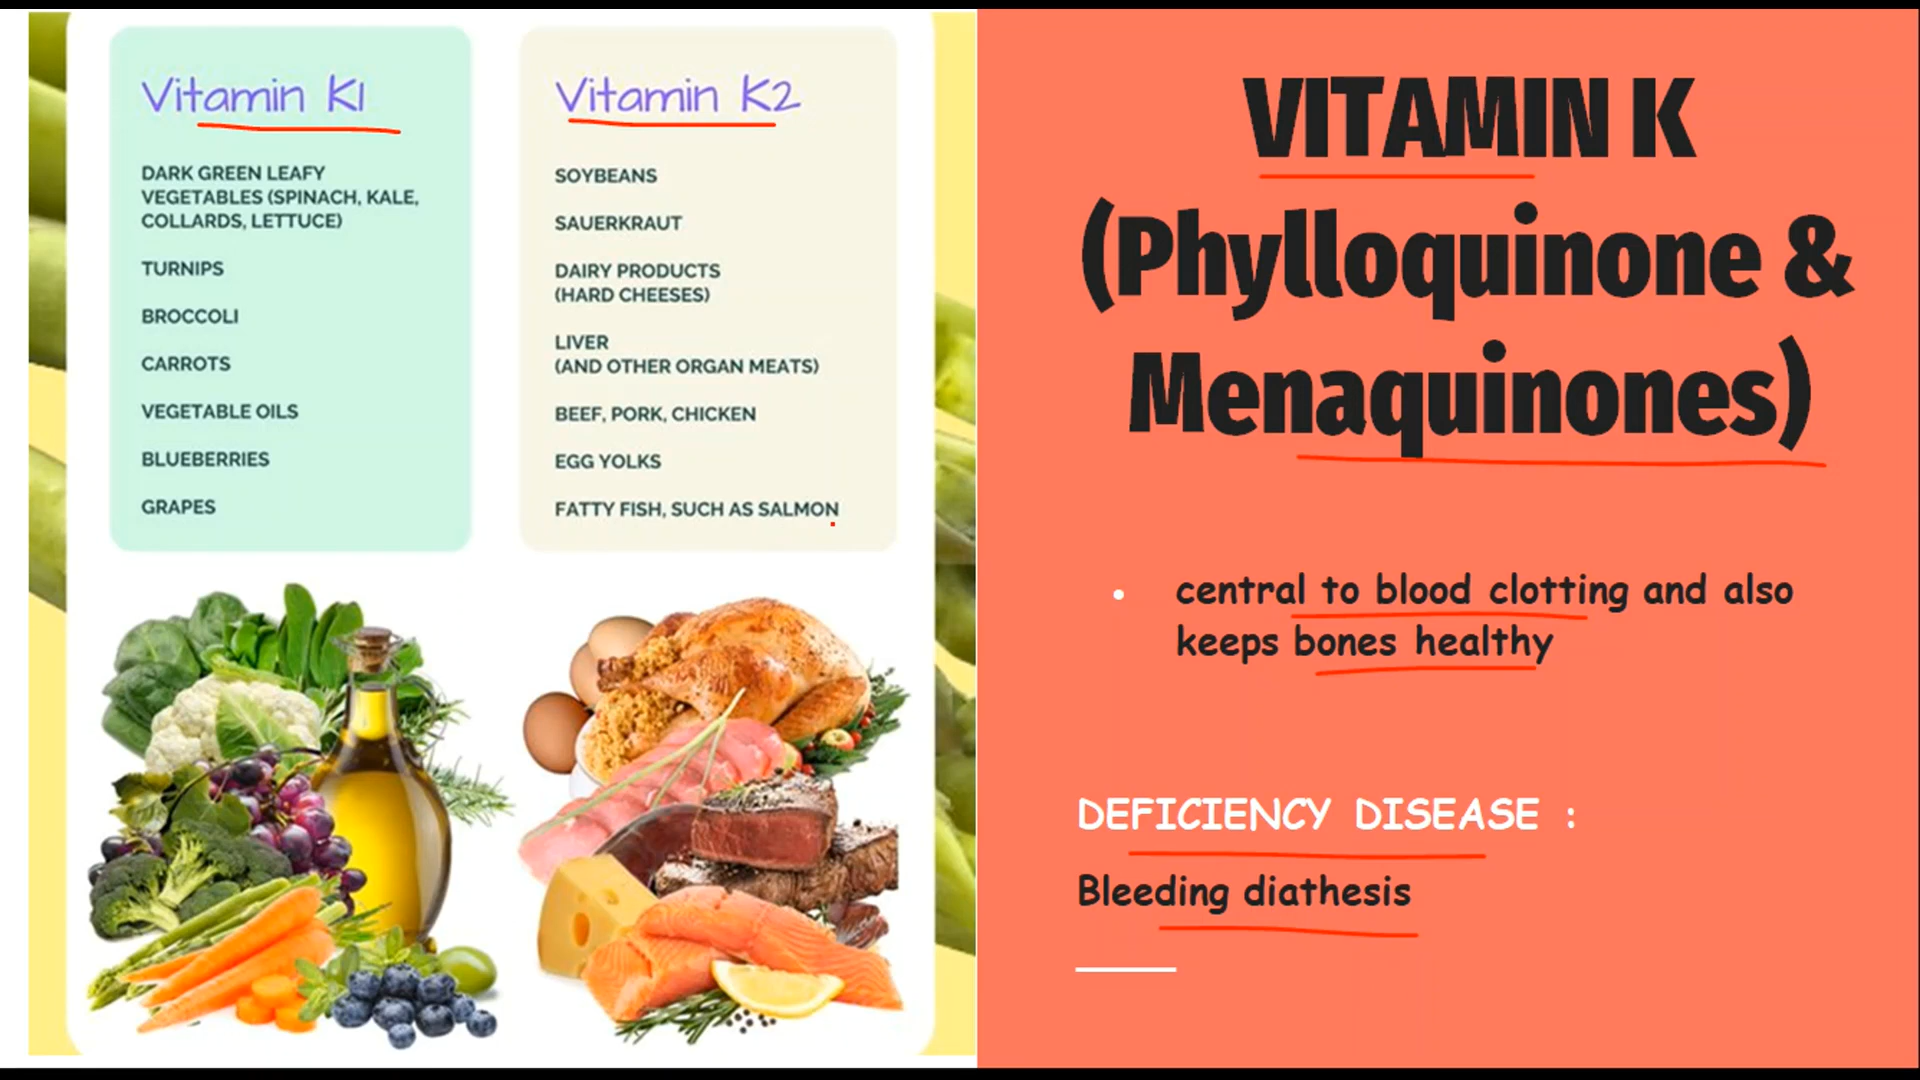 Vitamin K1
DARK GREEN LEAFY
VEGETABLES (SPINACH, KALE,
COLLARDS, LETTUCE)
TURNIPS
BROCCOLI
CARROTS
VEGETABLE OILS
BLUEBERRIES
GRAPES
Vitamin K2
SOYBEANS
SAUERKRAUT
DAIRY PRODUCTS
(HARD CHEESES)
LIVER
(AND OTHER ORGAN MEATS)
BEEF, PORK, CHICKEN
EGG YOLKS
FATTY FISH, SUCH AS SALMON
VITAMIN K
(Phylloquinone &
Menaquinones)
• central to blood clotting and also
keeps bones healthy
DEFICIENCY DISEASE :
Bleeding diathesis